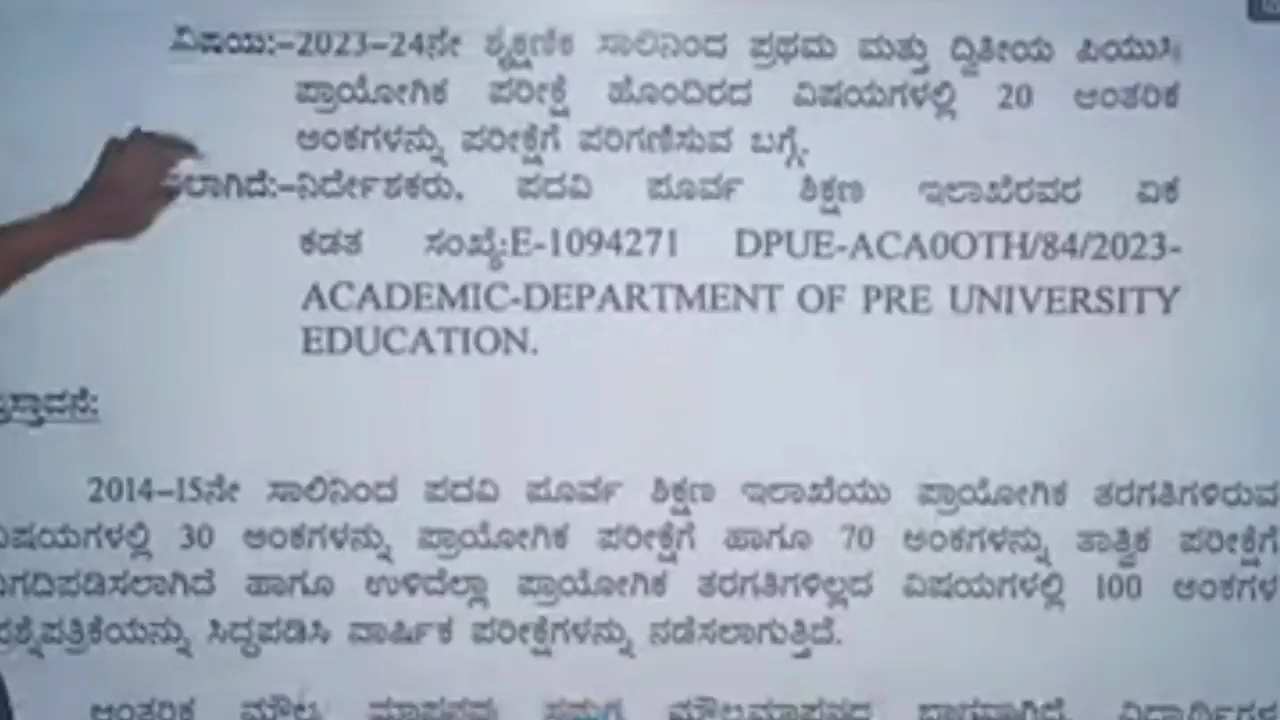 ವಿಷಯ:-2023-24ನೇ ಶೈಕ್ಷಣಿಕ ಸಾಲಿನಿಂದ ಪ್ರಥಮ ಮತ್ತು ದ್ವಿತೀಯ ಪಿಯುಸಿ
ಪ್ರಾಯೋಗಿಕ ಪರೀಕ್ಷೆ ಹೊಂದಿರದ ವಿಷಯಗಳಲ್ಲಿ 20 ಆಂತರಿಕ
ಅಂಕಗಳನ್ನು ಪರೀಕ್ಷೆಗೆ ಪರಿಗಣಿಸುವ ಬಗ್ಗೆ.
ಲಾಗಿದೆ:-ನಿರ್ದೇಶಕರು, ಪದವಿ ಪೂರ್ವ ಶಿಕ್ಷಣ ಇಲಾಖೆರವರ ಏಕ
ಕಡತ ಸಂಖ್ಯೆ:E-1094271 DPUE-ACA0OTH/84/2023-
ACADEMIC-DEPARTMENT OF PRE UNIVERSITY
EDUCATION.
ಪ್ರಸ್ತಾವನೆ:
2014-15ನೇ ಸಾಲಿನಿಂದ ಪದವಿ ಪೂರ್ವ ಶಿಕ್ಷಣ ಇಲಾಖೆಯು ಪ್ರಾಯೋಗಿಕ ತರಗತಿಗಳಿರುವ
ವಿಷಯಗಳಲ್ಲಿ 30 ಅಂಕಗಳನ್ನು ಪ್ರಾಯೋಗಿಕ ಪರೀಕ್ಷೆಗೆ ಹಾಗೂ 70 ಅಂಕಗಳನ್ನು ತಾತ್ವಿಕ ಪರೀಕ್ಷೆಗೆ
ನಿಗದಿಪಡಿಸಲಾಗಿದೆ ಹಾಗೂ ಉಳಿದೆಲ್ಲಾ ಪ್ರಾಯೋಗಿಕ ತರಗತಿಗಳಿಲ್ಲದ ವಿಷಯಗಳಲ್ಲಿ 100 ಅಂಕಗಳ
ಪ್ರಶ್ನೆಪತ್ರಿಕೆಯನ್ನು ಸಿದ್ಧಪಡಿಸಿ ವಾರ್ಷಿಕ ಪರೀಕ್ಷೆಗಳನ್ನು ನಡೆಸಲಾಗುತ್ತಿದೆ.
ಆಂತರಿಕ ಮೌಲ್ಯ